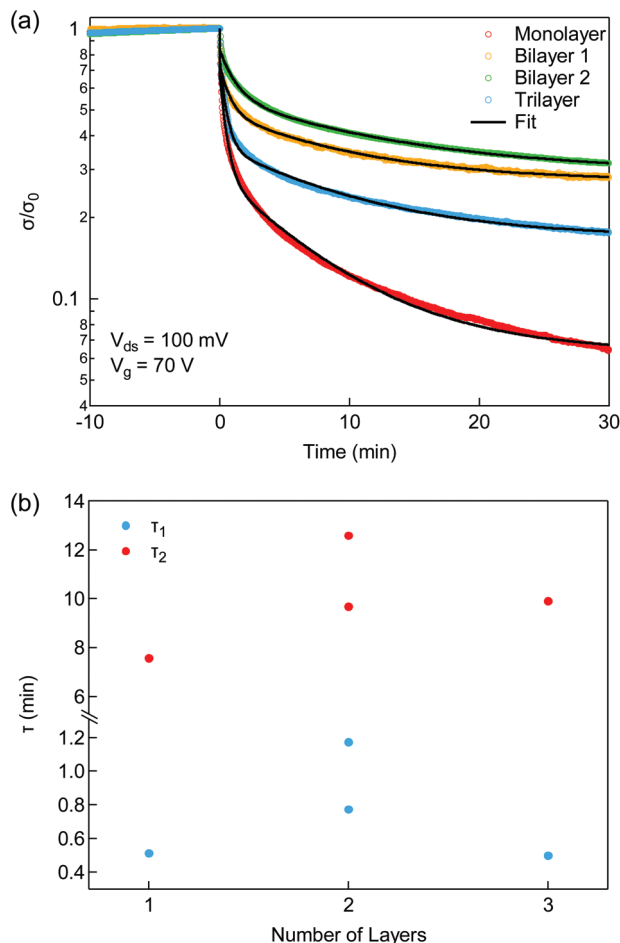 (a)
1
9
8
7
6
5
4
3
2
0.1
9
8
7
6
5
4
σ/σ0
Monolayer
Bilayer 1
Bilayer 2
Trilayer
Fit
Vds = 100 mV
Vg = 70 V
-10 0 10 20 30
Time (min)
(b)
14
12
10
8
6
1.2
1.0
0.8
0.6
0.4
τ (min)
τ1
τ2
1 2 3
Number of Layers